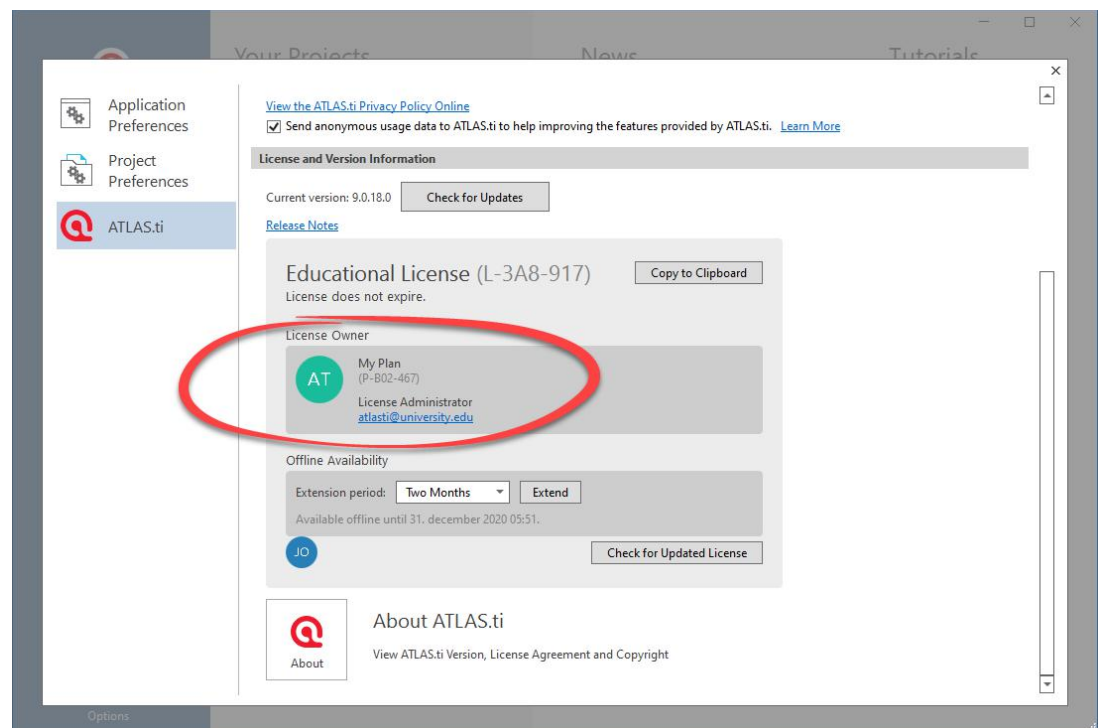 Your Projects
News
Tutorials
Application
Preferences
Project
Preferences
ATLAS.ti
View the ATLAS.ti Privacy Policy Online
Send anonymous usage data to ATLAS.ti to help improving the features provided by ATLAS.ti. Learn More
License and Version Information
Current version: 9.0.18.0 Check for Updates
Release Notes
Educational License (L-3A8-917) Copy to Clipboard
License does not expire.
License Owner
AT
My Plan
(P-B02-467)
License Administrator
atlasti@university.edu
Offline Availability
Extension period: Two Months Extend
Available offline until 31. december 2020 05:51.
JO
Check for Updated License
About ATLAS.ti
View ATLAS.ti Version, License Agreement and Copyright
About
Options